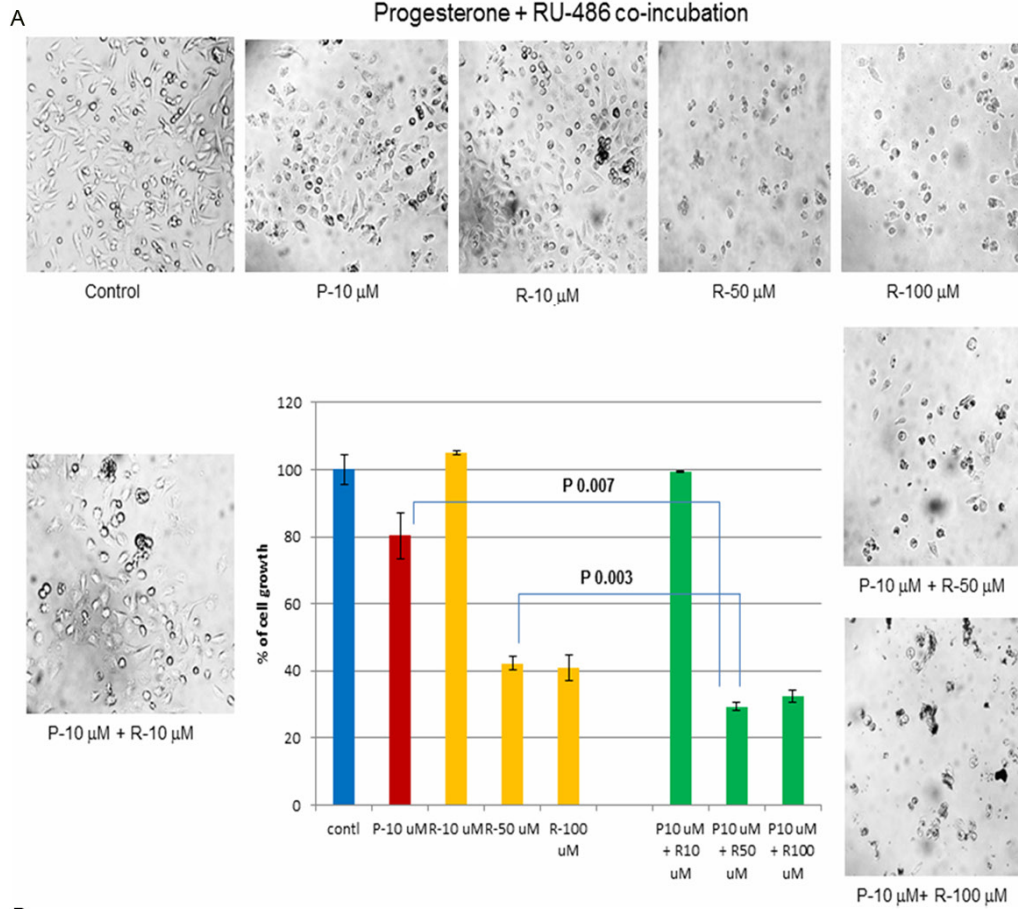 A
Progesterone + RU-486 co-incubation
Control
P-10 μM
R-10 μM
R-50 μM
R-100 μM
P-10 μM + R-10 μM
120
100
80
60
40
20
0
% of cell growth
P 0.007
P 0.003
contl
P-10 uM
R-10 uM
R-50 uM
R-100
uM
P10 uM
+ R10
uM
P10 uM
+ R50
uM
P10 uM
+ R100
uM
P-10 μM + R-50 μM
P-10 μM+ R-100 μM